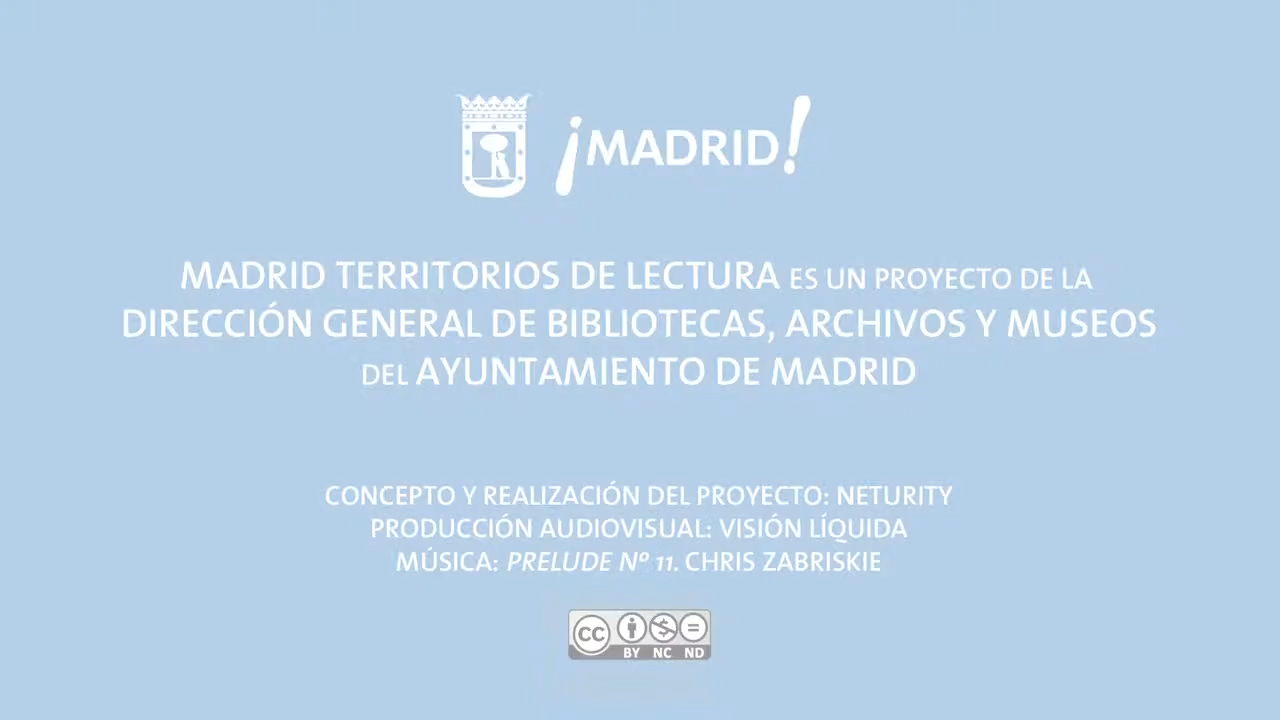 ¡MADRID!
MADRID TERRITORIOS DE LECTURA ES UN PROYECTO DE LA
DIRECCIÓN GENERAL DE BIBLIOTECAS, ARCHIVOS Y MUSEOS
DEL AYUNTAMIENTO DE MADRID
CONCEPTO Y REALIZACIÓN DEL PROYECTO: NETURITY
PRODUCCIÓN AUDIOVISUAL: VISIÓN LÍQUIDA
MÚSICA: PRELUDE Nº 11. CHRIS ZABRISKIE
CC
BY NC ND